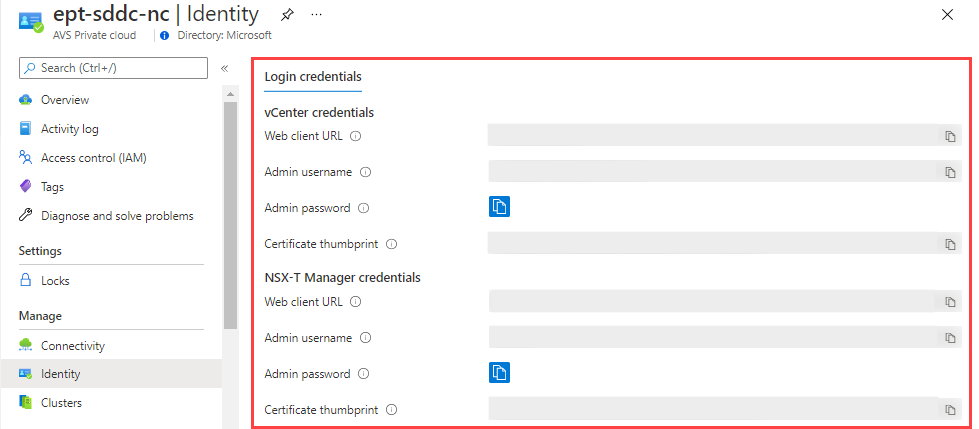 ept-sddc-nc | Identity
AVS Private cloud
Directory: Microsoft
Search (Ctrl+/)
Overview
Activity log
Access control (IAM)
Tags
Diagnose and solve problems
Settings
Locks
Manage
Connectivity
Identity
Clusters
Login credentials
vCenter credentials
Web client URL
Admin username
Admin password
Certificate thumbprint
NSX-T Manager credentials
Web client URL
Admin username
Admin password
Certificate thumbprint